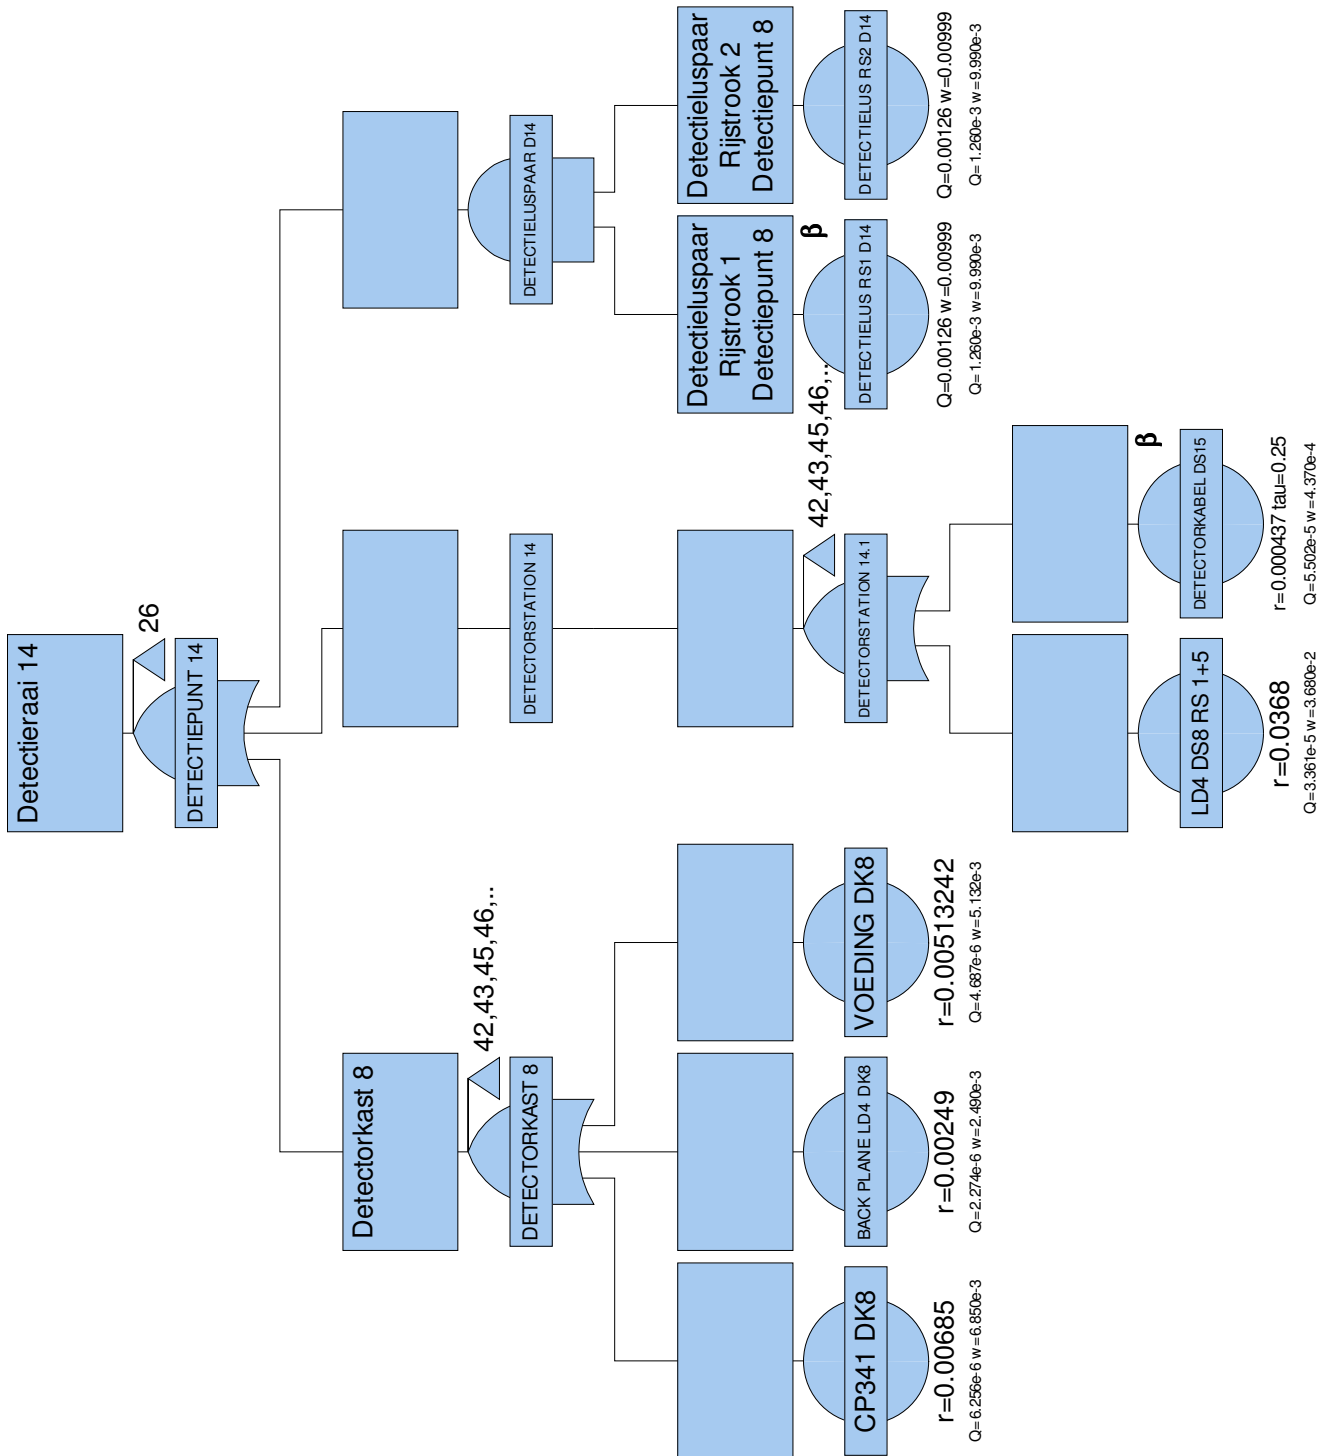 Detectieraai 14
26
DETECTIEPUNT 14
Detectorkast 8
42,43,45,46,..
DETECTORKAST 8
DETECTORSTATION 14
DETECTIELUSPAAR D14
CP341 DK8
r=0.00685
Q=6.256e-6 w=6.850e-3
BACK PLANE LD4 DK8
r=0.00249
Q=2.274e-6 w=2.490e-3
VOEDING DK8
r=0.00513242
Q=4.687e-6 w=5.132e-3
42,43,45,46,..
DETECTORSTATION 14.1
Detectieluspaar
Rijstrook 1
Detectiepunt 8
β
DETECTIELUS RS1 D14
Q=0.00126 w=0.00999
Q=1.260e-3 w=9.990e-3
Detectieluspaar
Rijstrook 2
Detectiepunt 8
DETECTIELUS RS2 D14
Q=0.00126 w=0.00999
Q=1.260e-3 w=9.990e-3
LD4 DS8 RS 1+5
r=0.0368
Q=3.361e-5 w=3.680e-2
β
DETECTORKABEL DS15
r=0.000437 tau=0.25
Q=5.502e-5 w=4.370e-4